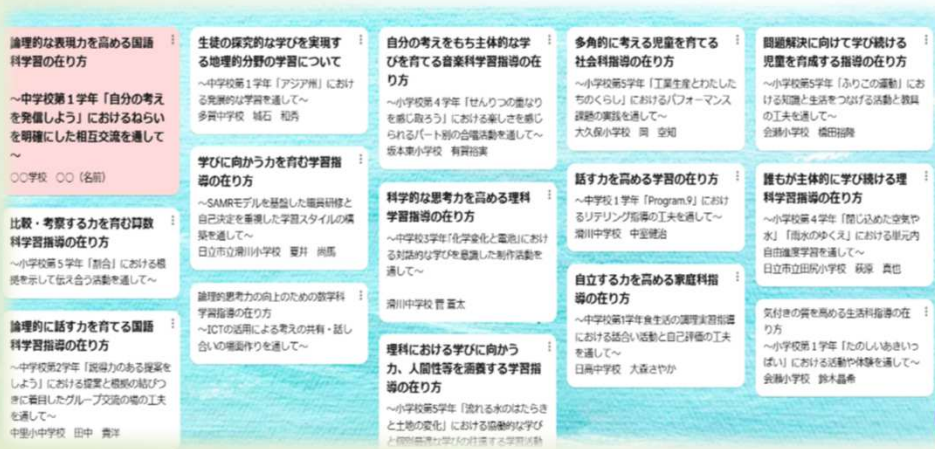 論理的な表現力を高める国語
科学習の在り方
～中学校第1学年「自分の考え
を発信しよう」におけるねらい
を明確にした相互交流を通して
～
○○学校　○○（名前）
比較・考察する力を育む算数
科学習指導の在り方
～小学校第5学年「割合」における根
拠を示して伝え合う活動を通して～
論理的に話す力を育てる国語
科学習指導の在り方
～中学校第2学年「説得力のある提案を
しよう」における提案と根拠の結びつ
きに着目したグループ交流の場の工夫
を通して～
中里小中学校　田中　貴洋
生徒の探究的な学びを実現す
る地理的分野の学習について
～中学校第1学年「アジア州」におけ
る発展的な学習を通して～
多賀中学校　城石　和秀
学びに向かう力を育む学習指
導の在り方
～SAMRモデルを基盤した職員研修と
自己決定を重視した学習スタイルの構
築を通して～
日立市立滑川小学校　夏井　尚馬
論理的思考力の向上のための数学科
学習指導の在り方
～ICTの活用による考えの共有・話し
合いの場面作りを通して～
自分の考えをもち主体的な学
びを育てる音楽科学習指導の在
り方
～小学校第4学年「せんりつの重なり
を感じ取ろう」における楽しさを感じ
られるパート別の合唱活動を通して～
坂本東小学校　有賀裕実
科学的な思考力を高める理科
学習指導の在り方
～中学校3学年「化学変化と電池」におけ
る対話的な学びを意識した制作活動を
通して～
滑川中学校 菅 蒼太
理科における学びに向かう
力、人間性等を涵養する学習指
導の在り方
～小学校第5学年「流れる水のはたらき
と土地の変化」における協働的な学び
と個別最適な学びの往還する学習活動
多角的に考える児童を育てる
社会科指導の在り方
～小学校第5学年「工業生産とわたした
ちのくらし」におけるパフォーマンス
課題の実践を通して～
大久保小学校　岡　空知
話す力を高める学習の在り方
～中学校１学年「Program.9」におけ
るリテリング指導の工夫を通して～
滑川中学校　中至健治
自立する力を高める家庭科指
導の在り方
～中学校第1学年食生活の調理実習指導
における話合い活動と自己評価の工夫
を通して～
日高中学校　大森さやか
問題解決に向けて学び続ける
児童を育成する指導の在り方
～小学校第5学年「ふりこの運動」にお
ける知識と生活をつなげる活動と教具
の工夫を通して～
会瀬小学校　橋田裕隆
誰もが主体的に学び続ける理
科学習指導の在り方
～小学校第４学年「閉じ込めた空気や
水」「雨水のゆくえ」における単元内
自由進度学習を通して～
日立市立田尻小学校　萩原　真也
気付きの質を高める生活科指導の在
り方
～小学校第１学年「たのしいあきいっ
ぱい」における活動や体験を通して～
会瀬小学校　鈴木晶希